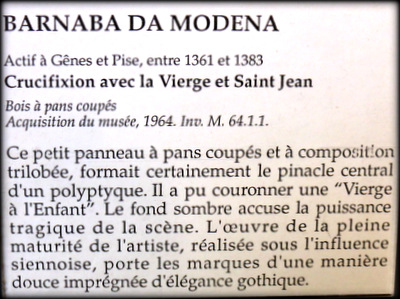 BARNABA DA MODENA
Actif à Gênes et Pise, entre 1361 et 1383
Crucifixion avec la Vierge et Saint Jean
Bois à pans coupés
Acquisition du musée, 1964. Inv. M. 64.1.1.
Ce petit panneau à pans coupés et à composition
trilobée, formait certainement le pinacle central
d'un polyptyque. Il a pu couronner une “Vierge
à l'Enfant”. Le fond sombre accuse la puissance
tragique de la scène. L'œuvre de la pleine
maturité de l'artiste, réalisée sous l'influence
siennoise, porte les marques d'une manière
douce imprégnée d'élégance gothique.